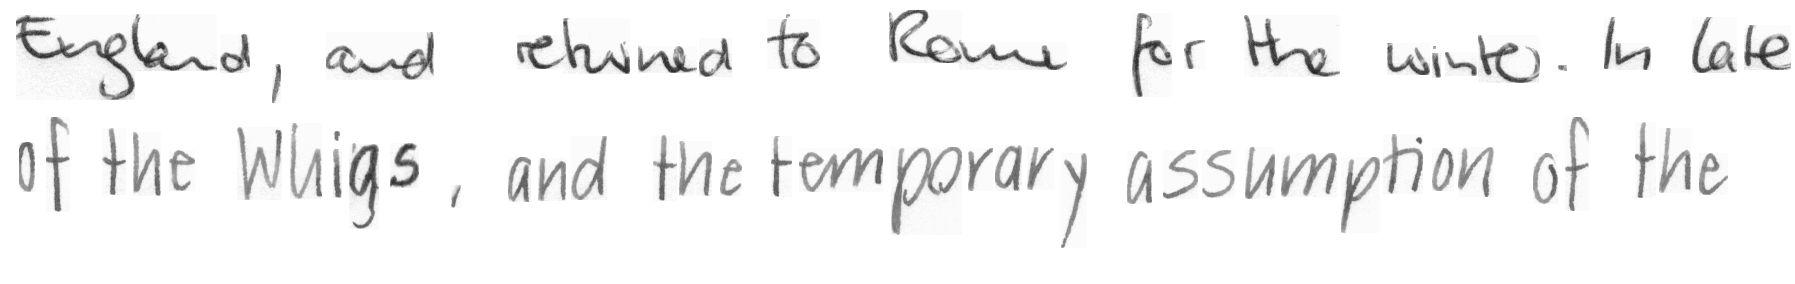 England, and returned to Rome for the winter. In late
of the Whigs, and the temporary assumption of the